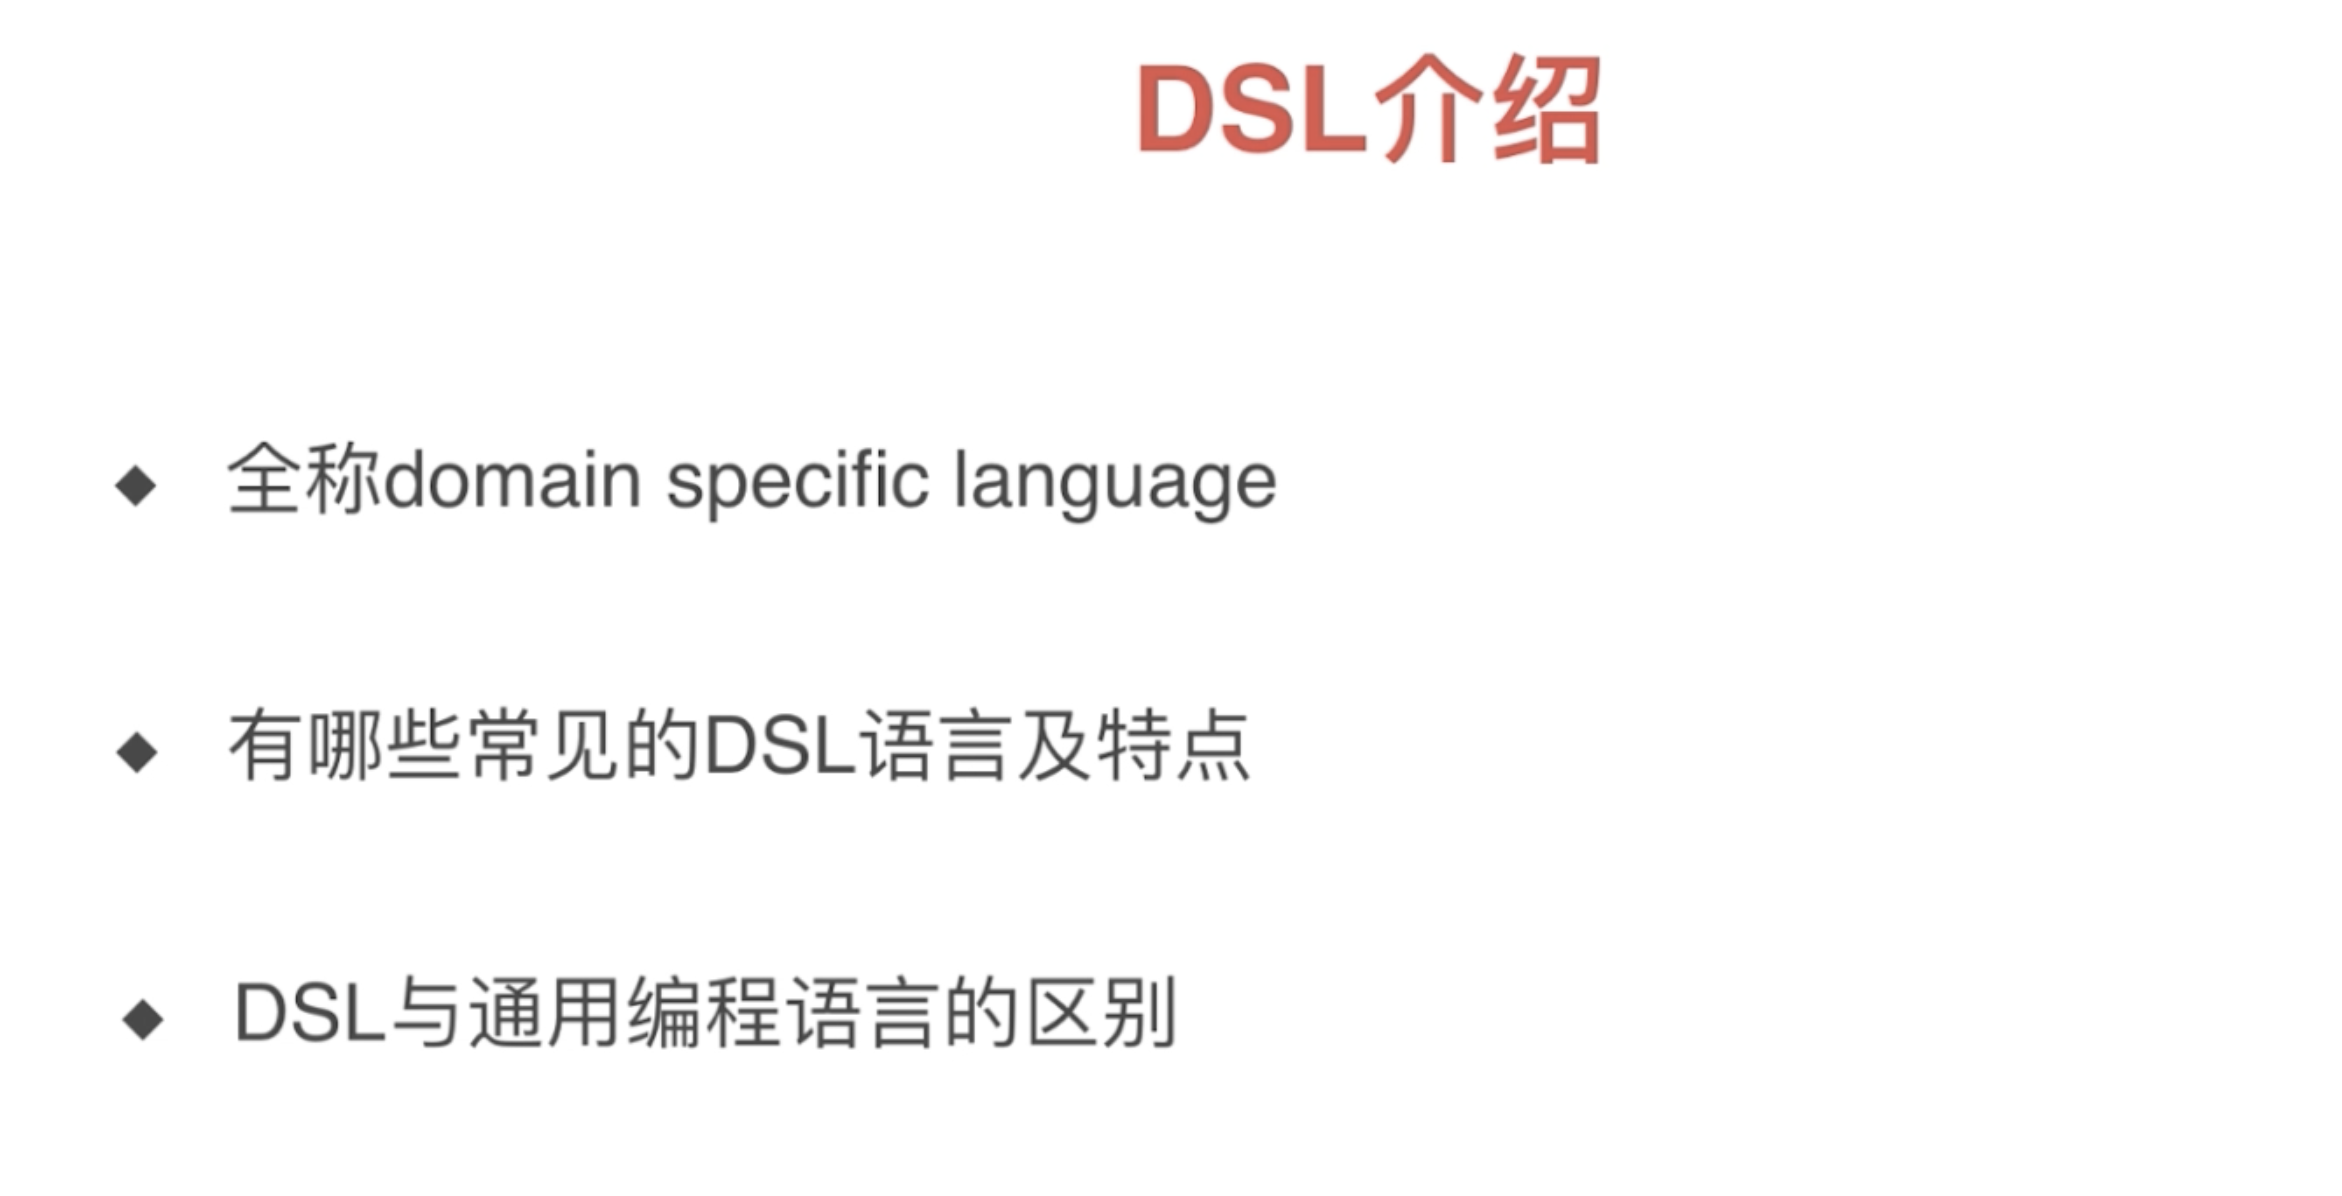 DSL介绍
◆ 全称domain specific language
◆ 有哪些常见的DSL语言及特点
◆ DSL与通用编程语言的区别